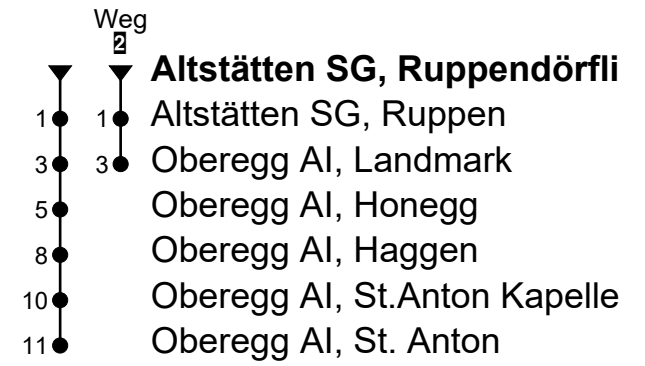 Weg
2
Altstätten SG, Ruppendörfli
1 1 Altstätten SG, Ruppen
3 3 Oberegg AI, Landmark
5 Oberegg AI, Honegg
8 Oberegg AI, Haggen
10 Oberegg AI, St.Anton Kapelle
11 Oberegg AI, St. Anton